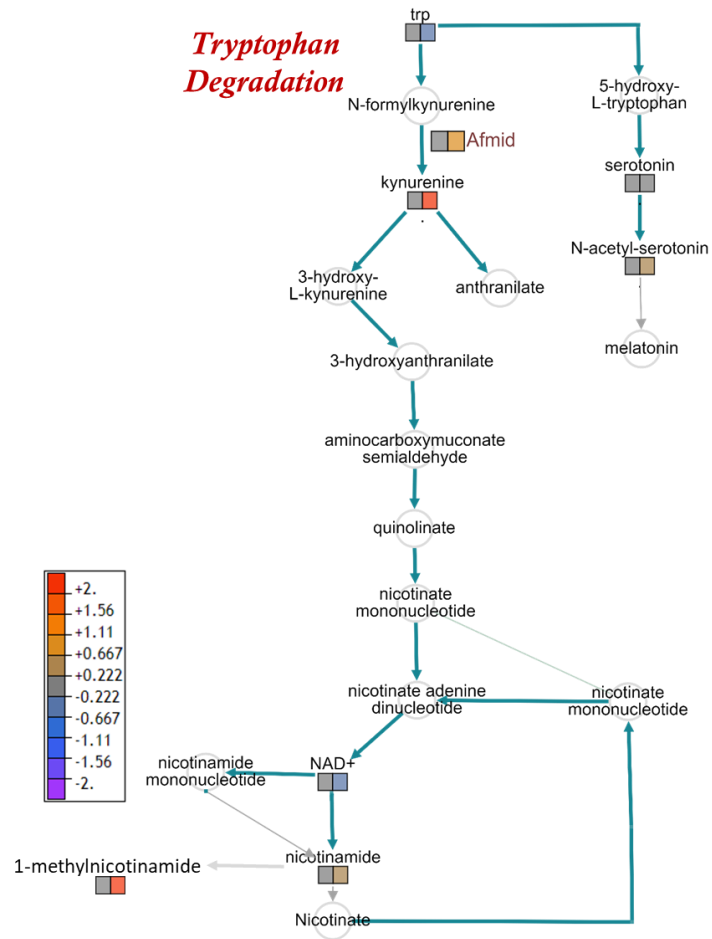 trp
Tryptophan
Degradation
5-hydroxy-
L-tryptophan
N-formylkynurenine
Afmid
serotonin
kynurenine
N-acetyl-serotonin
3-hydroxy-
L-kynurenine
anthranilate
melatonin
3-hydroxyanthranilate
aminocarboxymuconate
semialdehyde
quinolinate
nicotinate
mononucleotide
+2.
+1.56
+1.11
+0.667
+0.222
-0.222
-0.667
-1.11
-1.56
-2.
nicotinate adenine
dinucleotide
nicotinate
mononucleotide
nicotinamide
mononucleotide
NAD+
nicotinamide
1-methylnicotinamide
Nicotinate